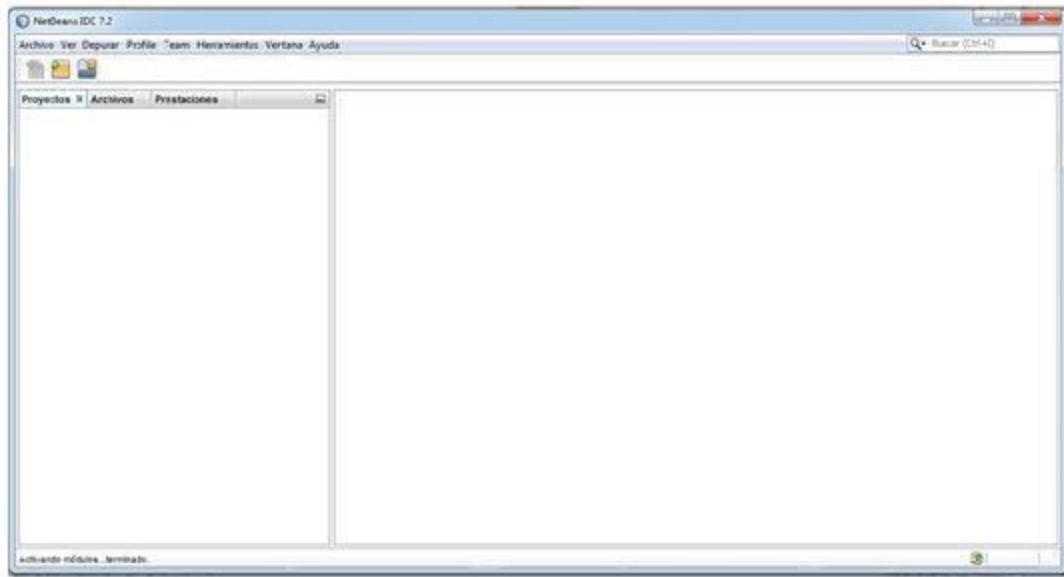 NetBeans IDE 7.2
Archivo Ver Depurar Profile Team Herramientas Ventana Ayuda
Buscar (Ctrl+I)
Proyectos Archivos Prestaciones
Activando módulos...terminado.